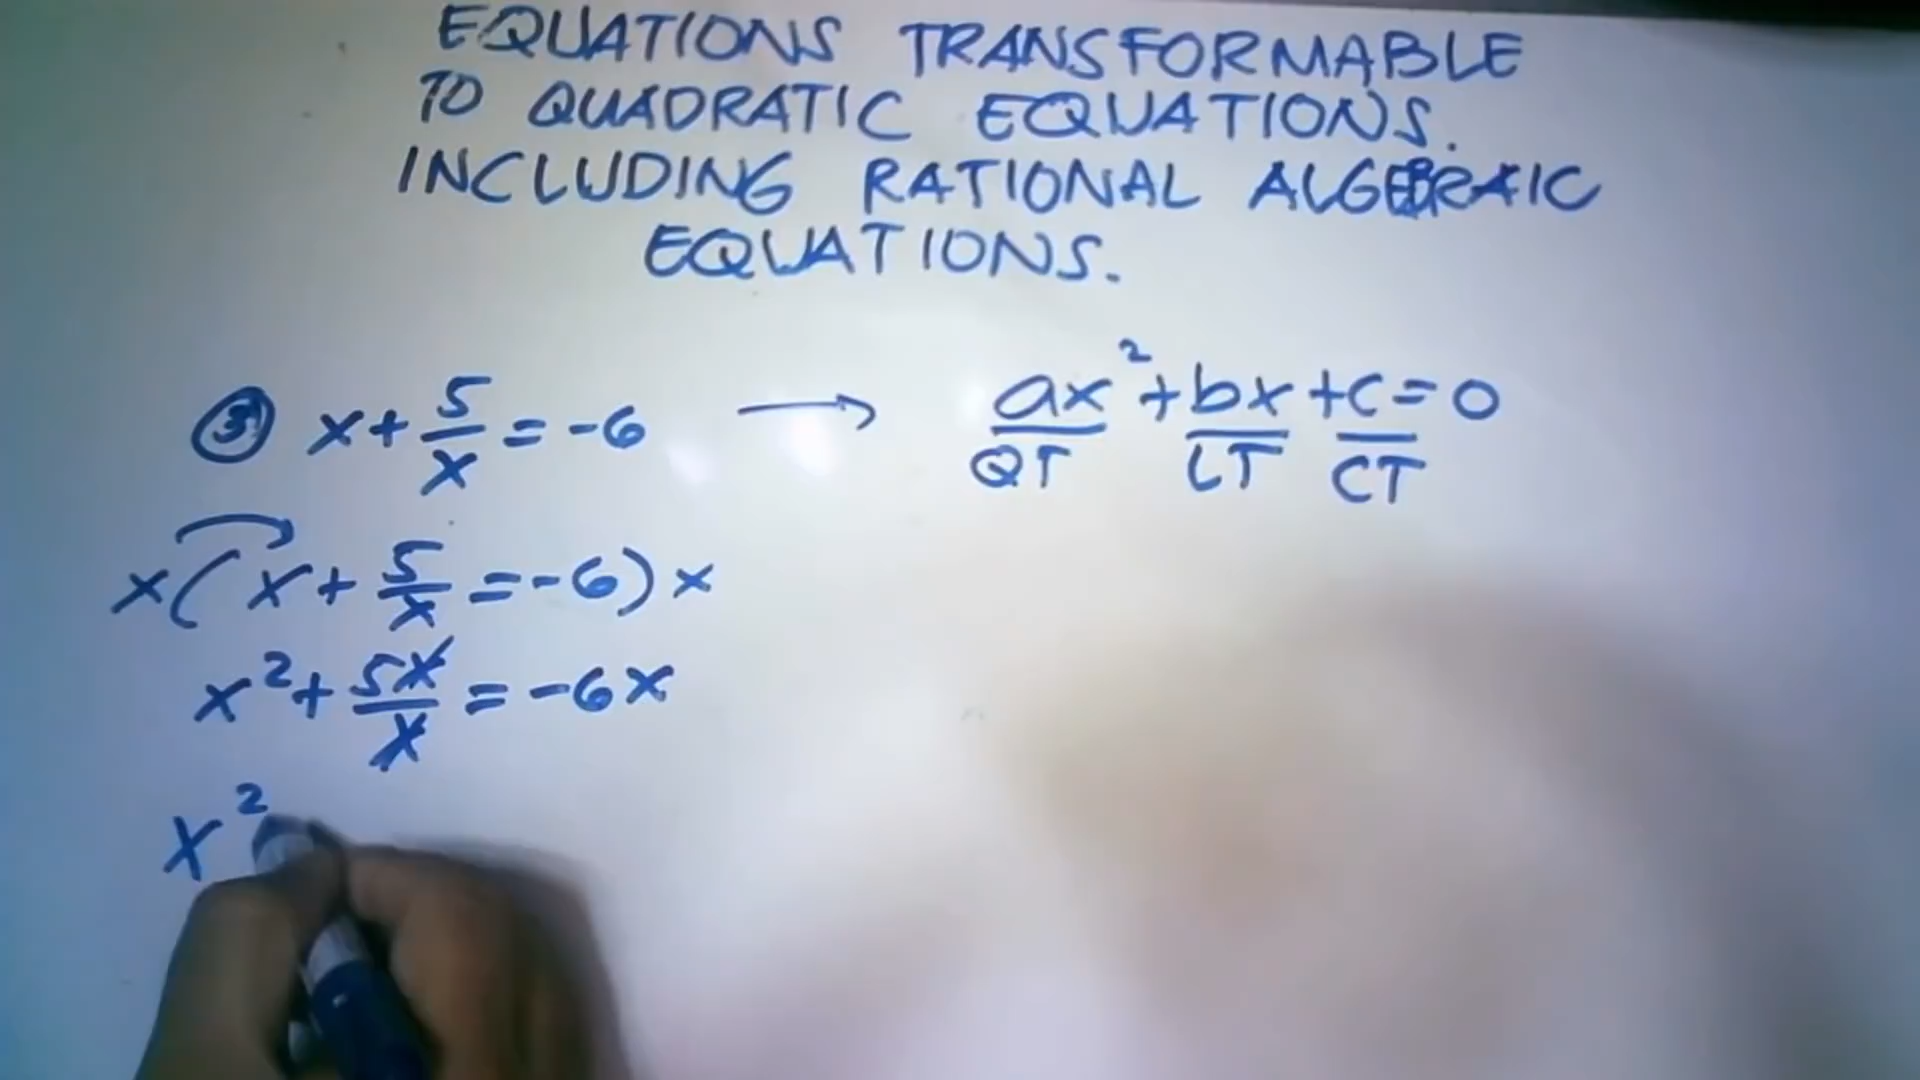 EQUATIONS TRANSFORMABLE
TO QUADRATIC EQUATIONS.
INCLUDING RATIONAL ALGEBRAIC
EQUATIONS.
③ x + 5/x = -6 → ax² + bx + c = 0
QT LT CT
x(x + 5/x = -6)x
x² + 5x/x = -6x
x²